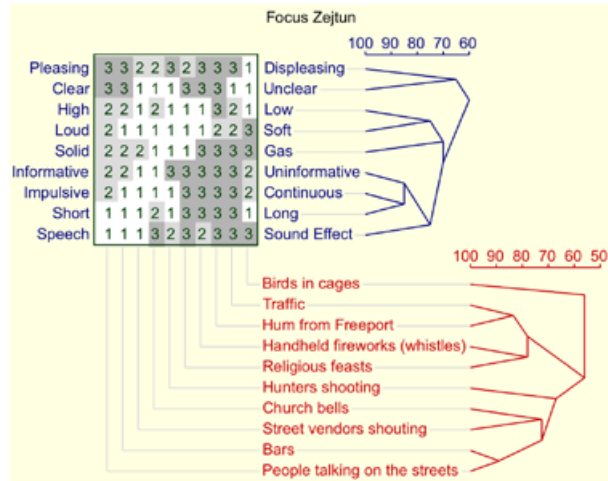 Focus Zejtun
100 90 80 70 60
Pleasing 3 3 2 2 3 2 3 3 3 1 Displeasing
Clear 3 3 1 1 1 3 3 3 1 1 Unclear
High 2 2 1 2 1 1 1 3 2 1 Low
Loud 2 1 1 1 1 1 1 2 2 3 Soft
Solid 2 2 2 1 1 1 3 3 3 3 Gas
Informative 2 2 1 1 3 3 3 3 3 2 Uninformative
Impulsive 2 1 1 1 1 3 3 3 3 2 Continuous
Short 1 1 1 2 1 3 3 3 3 1 Long
Speech 1 1 1 3 3 3 2 3 3 3 Sound Effect
100 90 80 70 60 50
Birds in cages
Traffic
Hum from Freeport
Handheld fireworks (whistles)
Religious feasts
Hunters shooting
Church bells
Street vendors shouting
Bars
People talking on the streets